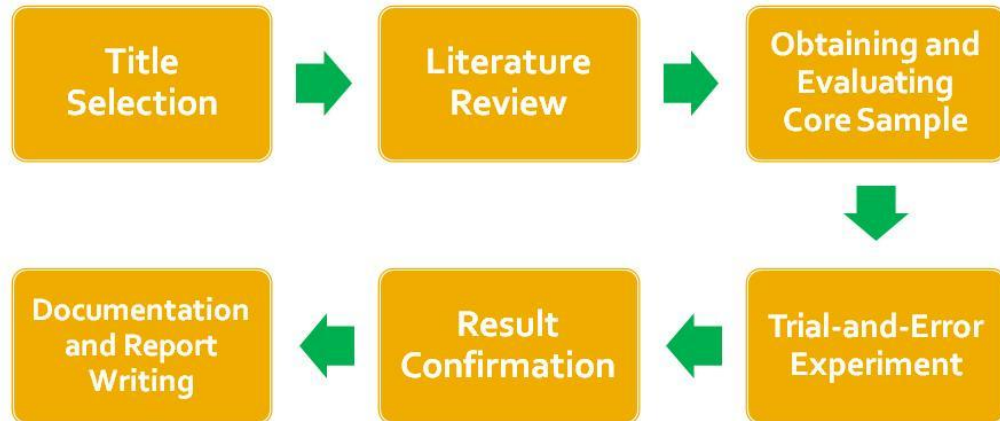 Title
Selection
Literature
Review
Obtaining and
Evaluating
Core Sample
Trial-and-Error
Experiment
Result
Confirmation
Documentation
and Report
Writing